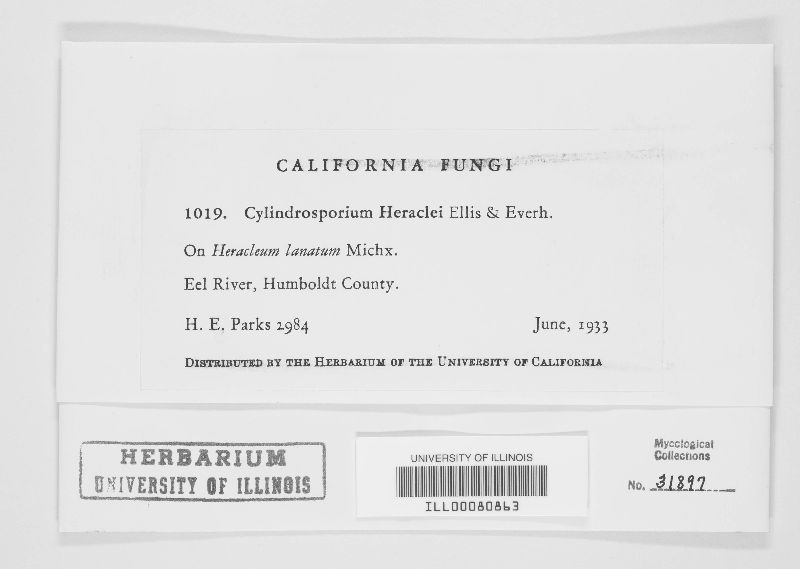 CALIFORNIA FUNGI
1019. Cylindrosporium Heraclei Ellis & Everh.
On Heracleum lanatum Michx.
Eel River, Humboldt County.
H. E. Parks 2984 June, 1933
DISTRIBUTED BY THE HERBARIUM OF THE UNIVERSITY OF CALIFORNIA
HERBARIUM
UNIVERSITY OF ILLINOIS
UNIVERSITY OF ILLINOIS
ILL00080863
Mycological
Collections
No. 31897